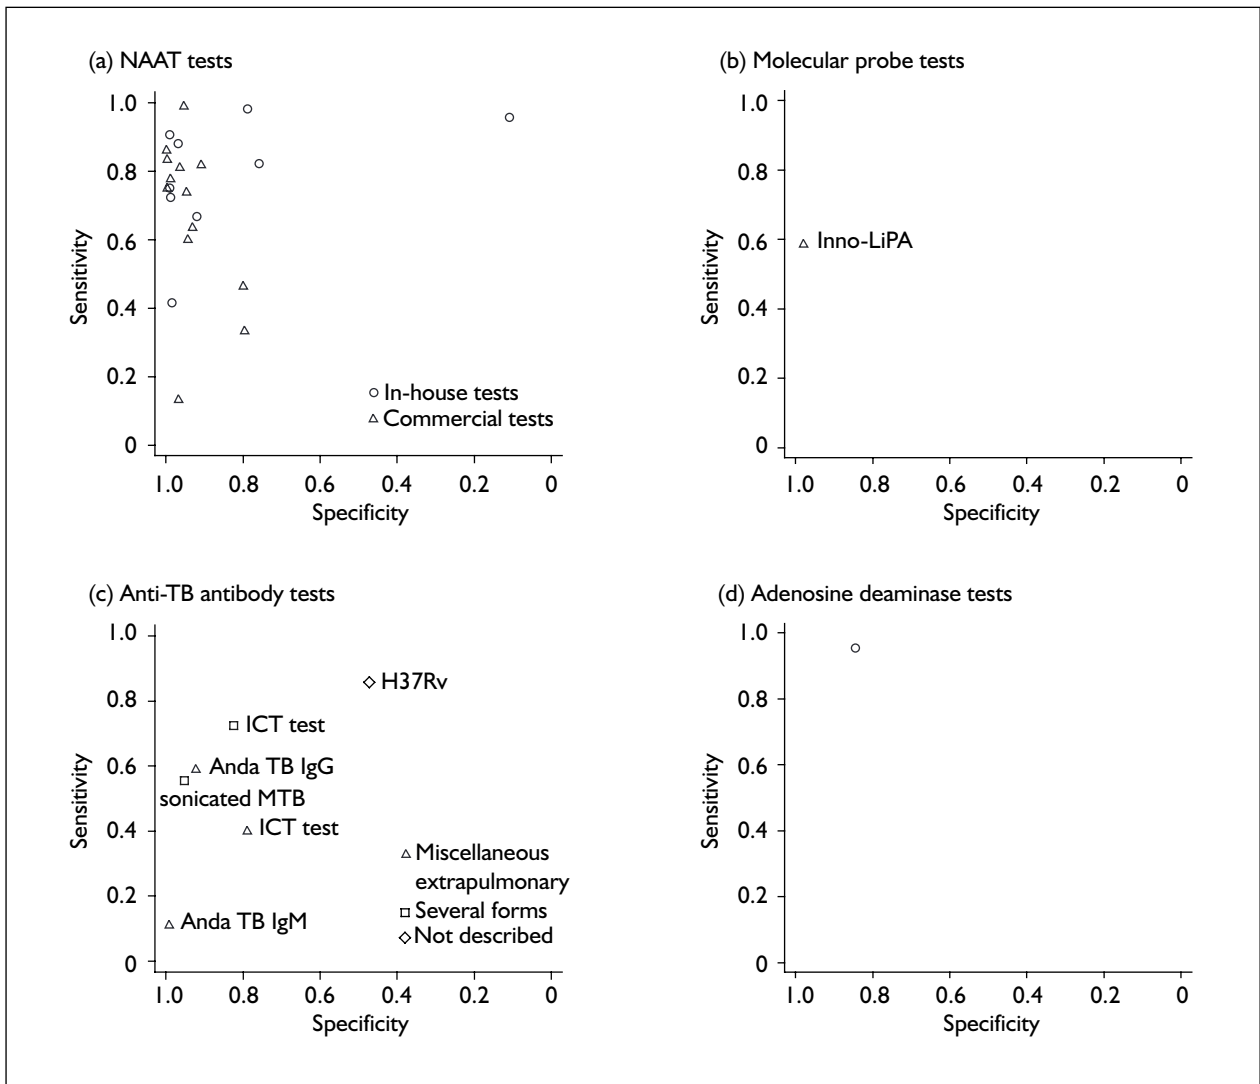 (a) NAAT tests
1.0
0.8
0.6
0.4
0.2
0
Sensitivity
In-house tests
Commercial tests
1.0 0.8 0.6 0.4 0.2 0
Specificity
(b) Molecular probe tests
1.0
0.8
0.6
0.4
0.2
0
Sensitivity
Inno-LiPA
1.0 0.8 0.6 0.4 0.2 0
Specificity
(c) Anti-TB antibody tests
1.0
0.8
0.6
0.4
0.2
0
Sensitivity
H37Rv
ICT test
Anda TB IgG
sonicated MTB
ICT test
Anda TB IgM
Miscellaneous
extrapulmonary
Several forms
Not described
1.0 0.8 0.6 0.4 0.2 0
Specificity
(d) Adenosine deaminase tests
1.0
0.8
0.6
0.4
0.2
0
Sensitivity
1.0 0.8 0.6 0.4 0.2 0
Specificity